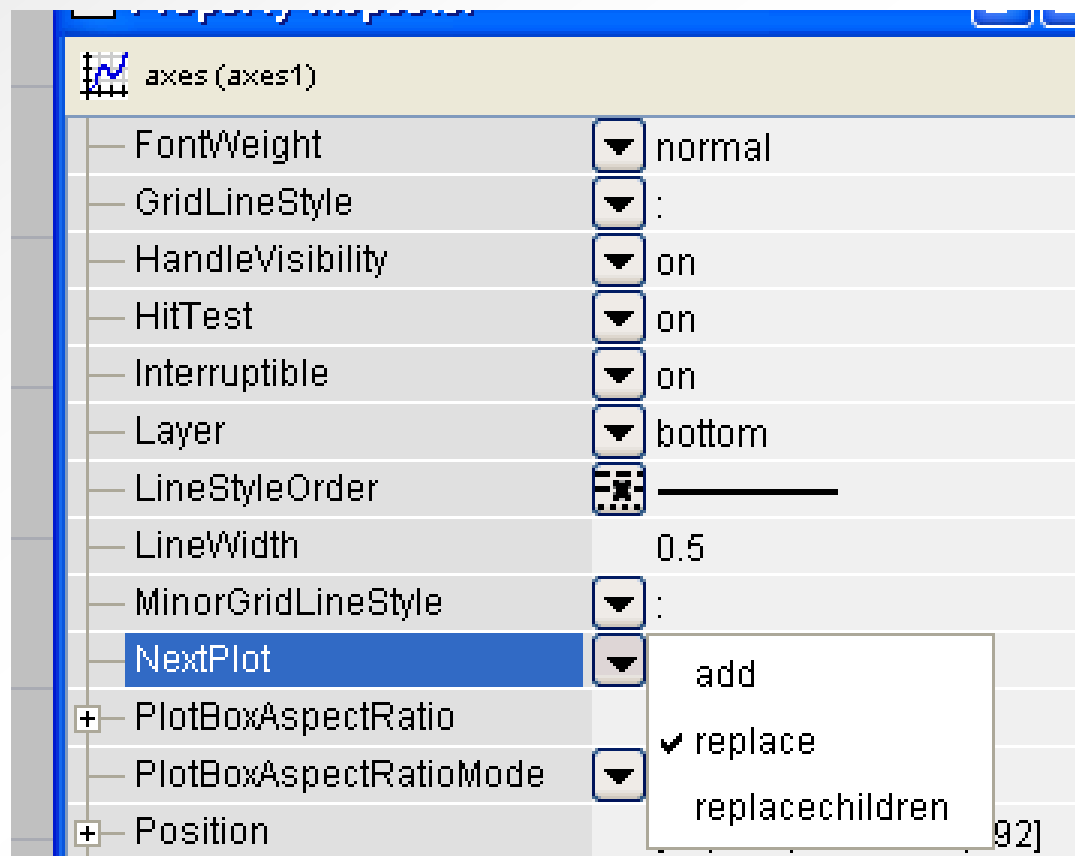 axes (axes1)
FontWeight normal
GridLineStyle :
HandleVisibility on
HitTest on
Interruptible on
Layer bottom
LineStyleOrder
LineWidth 0.5
MinorGridLineStyle :
NextPlot
add
replace
replacechildren
PlotBoxAspectRatio
PlotBoxAspectRatioMode
Position 92]